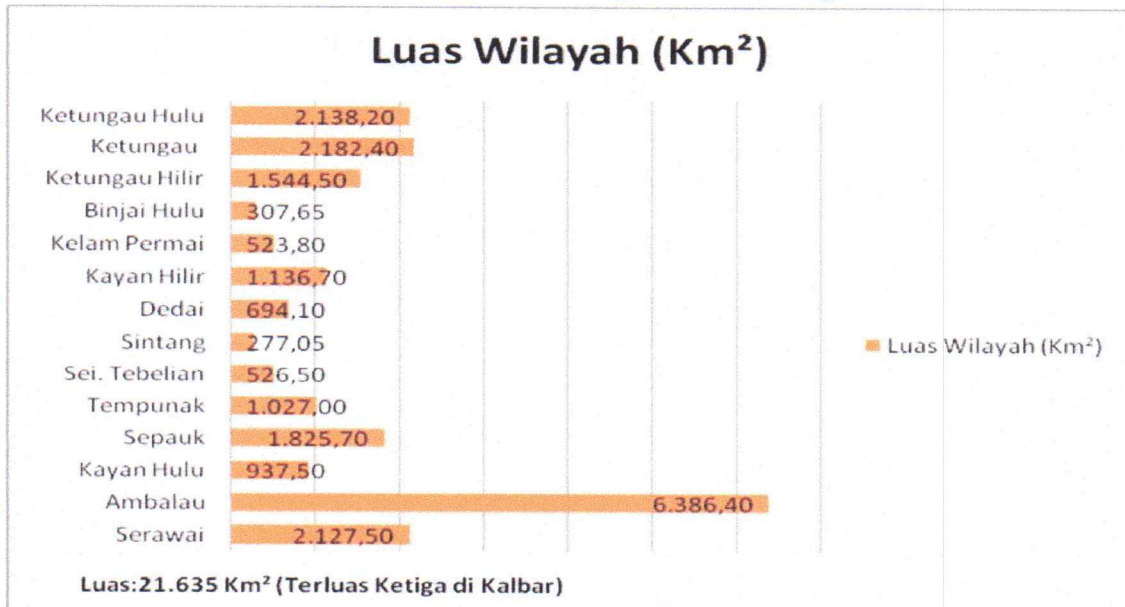 Luas Wilayah (Km²)
Ketungau Hulu 2.138,20
Ketungau 2.182,40
Ketungau Hilir 1.544,50
Binjai Hulu 307,65
Kelam Permai 523,80
Kayan Hilir 1.136,70
Dedai 694,10
Sintang 277,05
Sei. Tebelian 526,50
Tempunak 1.027,00
Sepauk 1.825,70
Kayan Hulu 937,50
Ambalau 6.386,40
Serawai 2.127,50
Luas Wilayah (Km²)
Luas:21.635 Km² (Terluas Ketiga di Kalbar)